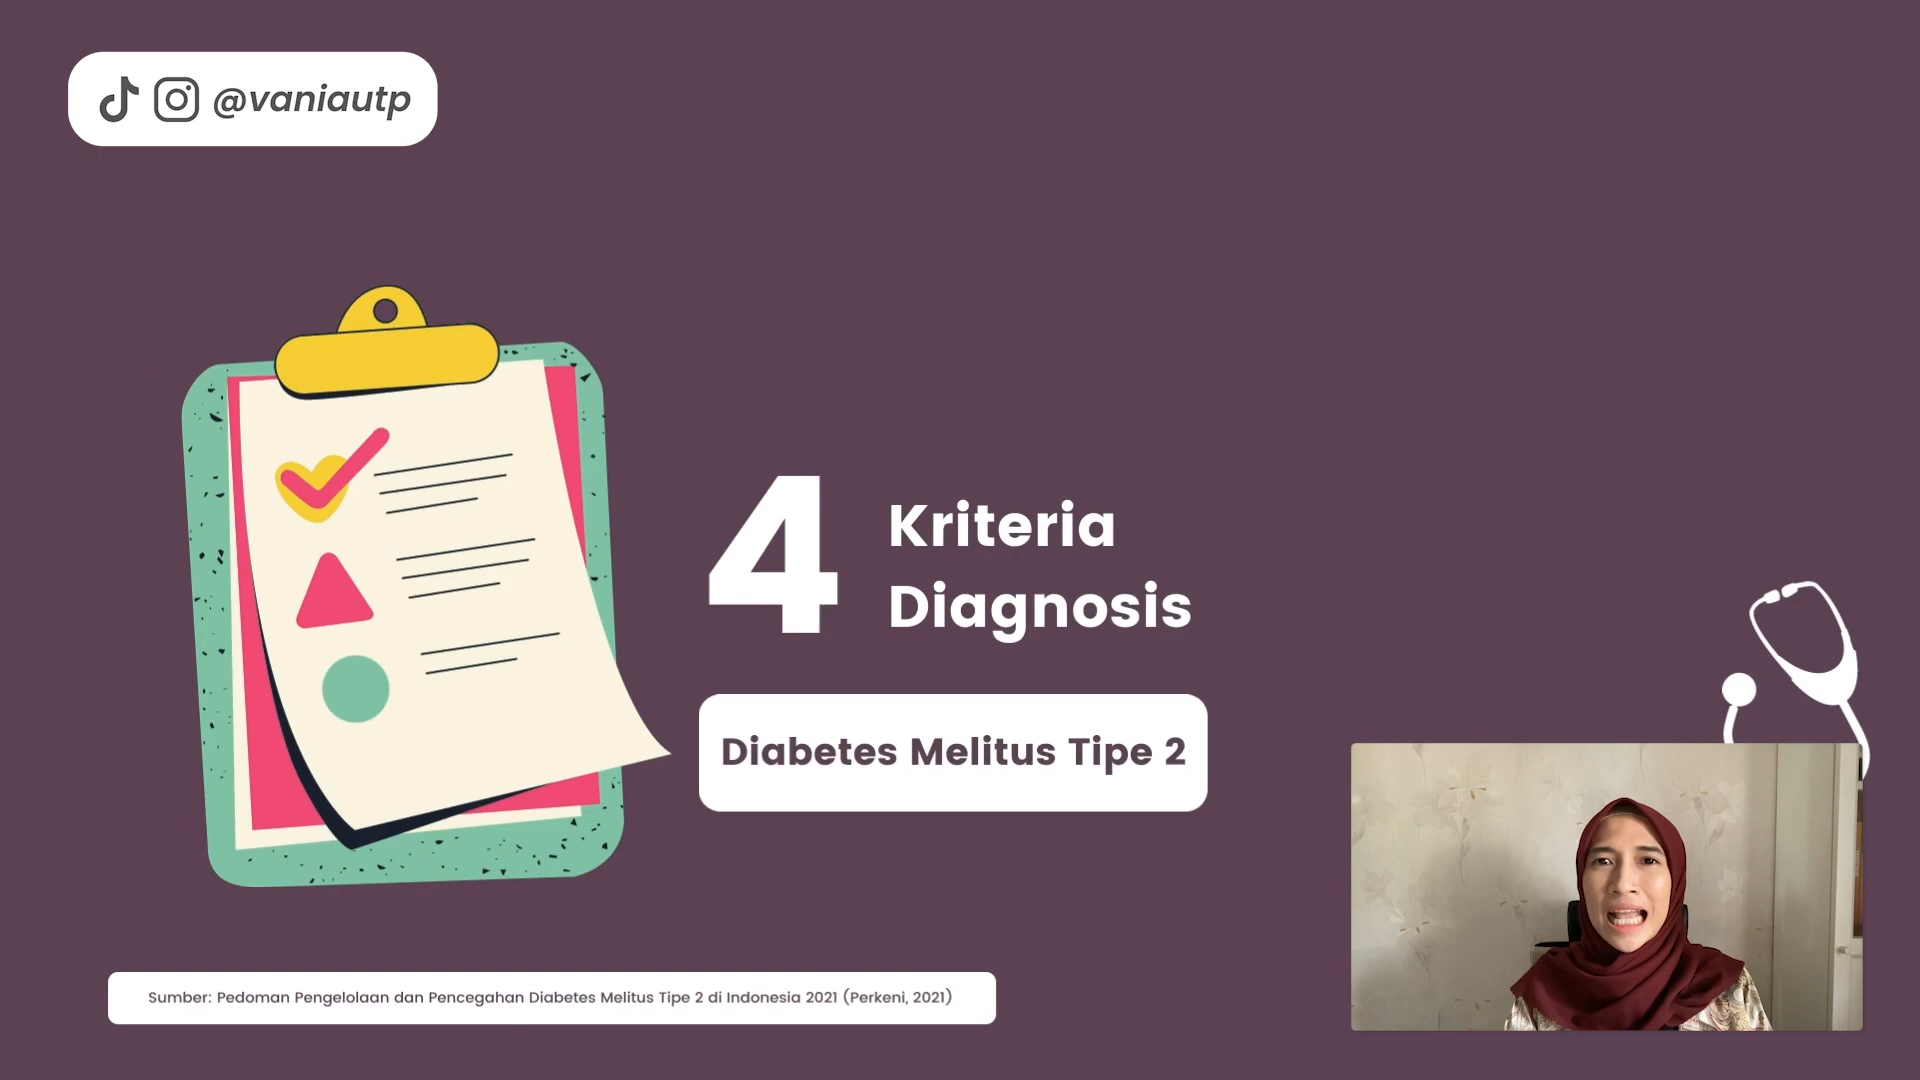 @vaniautp
4 Kriteria
Diagnosis
Diabetes Melitus Tipe 2
Sumber: Pedoman Pengelolaan dan Pencegahan Diabetes Melitus Tipe 2 di Indonesia 2021 (Perkeni, 2021)